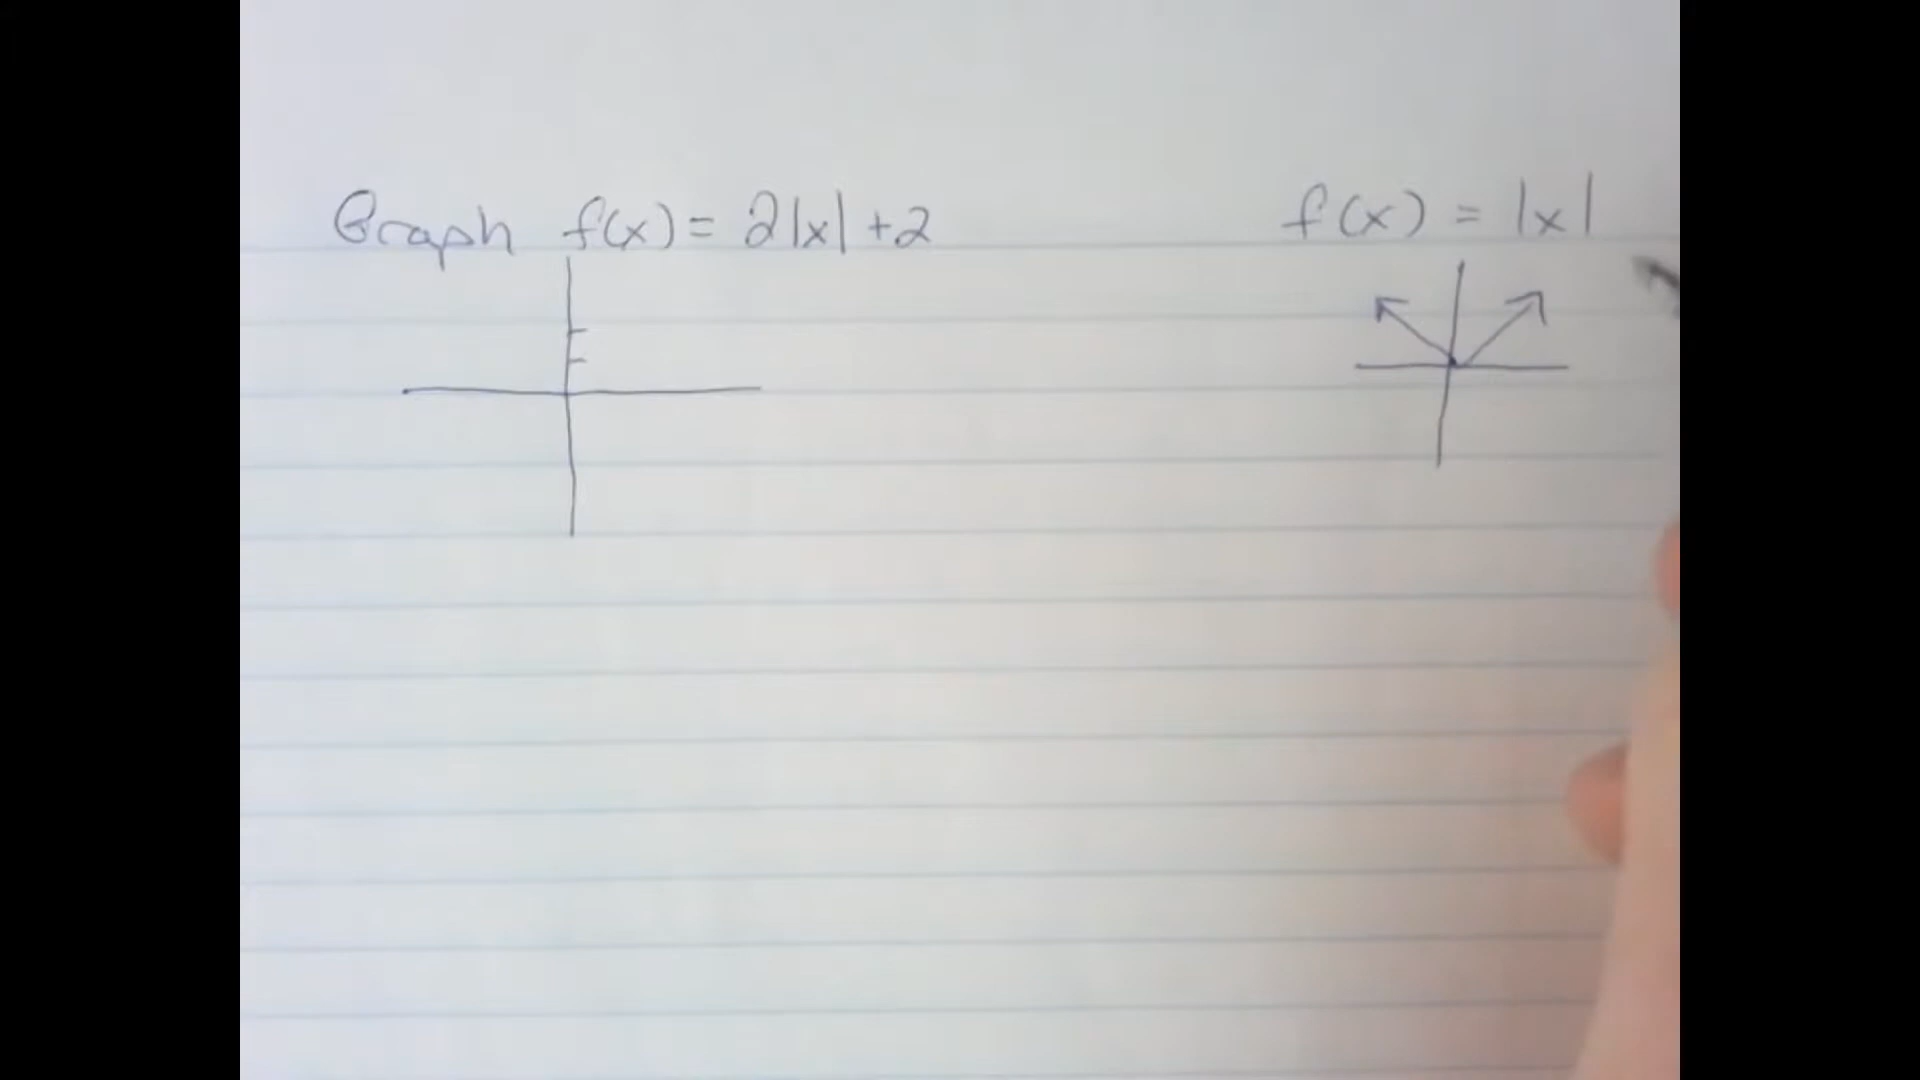 Graph f(x) = 2|x| + 2
f(x) = |x|